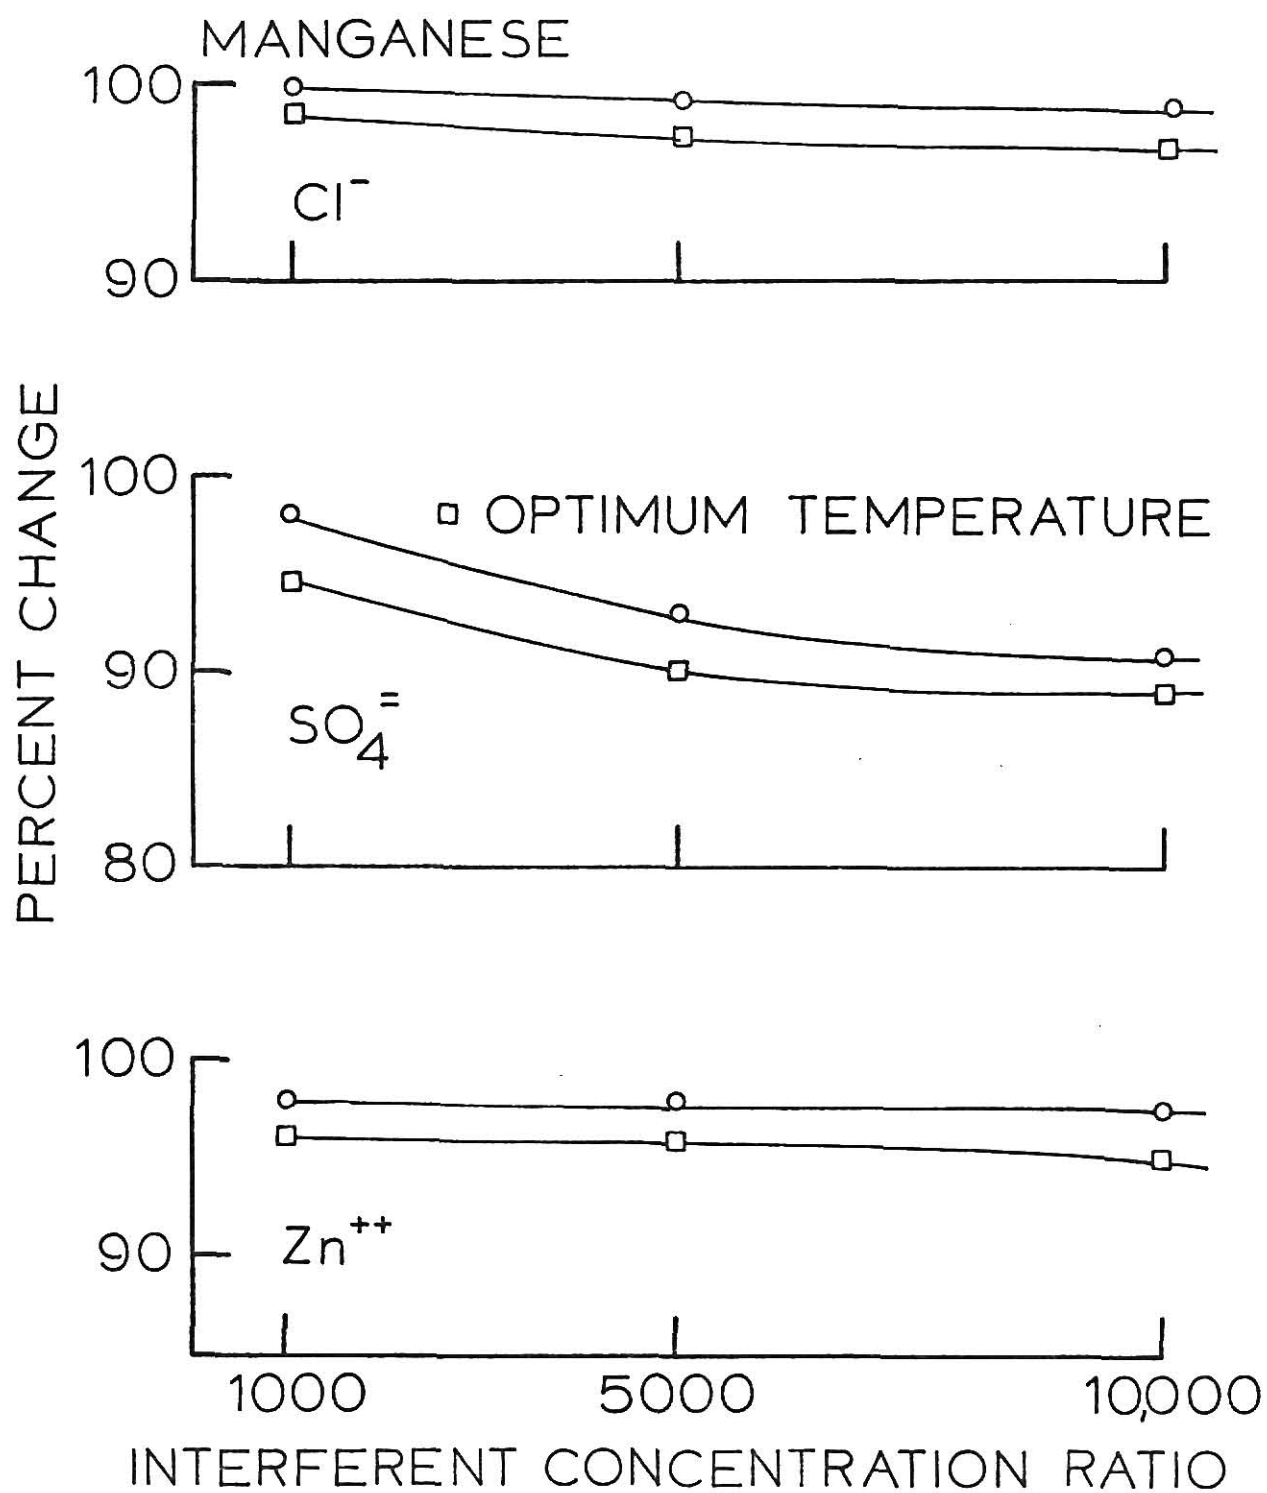 MANGANESE
100
Cl⁻
90
PERCENT CHANGE
100
□ OPTIMUM TEMPERATURE
90
SO₄⁼
80
100
90
Zn⁺⁺
1000 5000 10,000
INTERFERENT CONCENTRATION RATIO